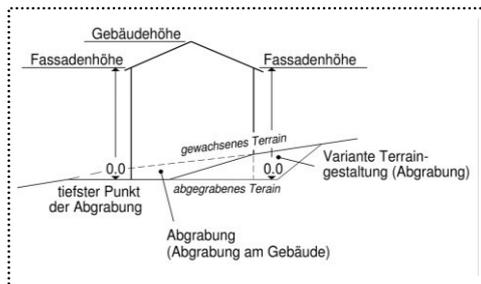 Gebäudehöhe
Fassadenhöhe
Fassadenhöhe
gewachsenes Terrain
0.0
0.0
Variante Terrain-
gestaltung (Abgrabung)
tiefster Punkt
der Abgrabung
abgegrabenes Terain
Abgrabung
(Abgrabung am Gebäude)